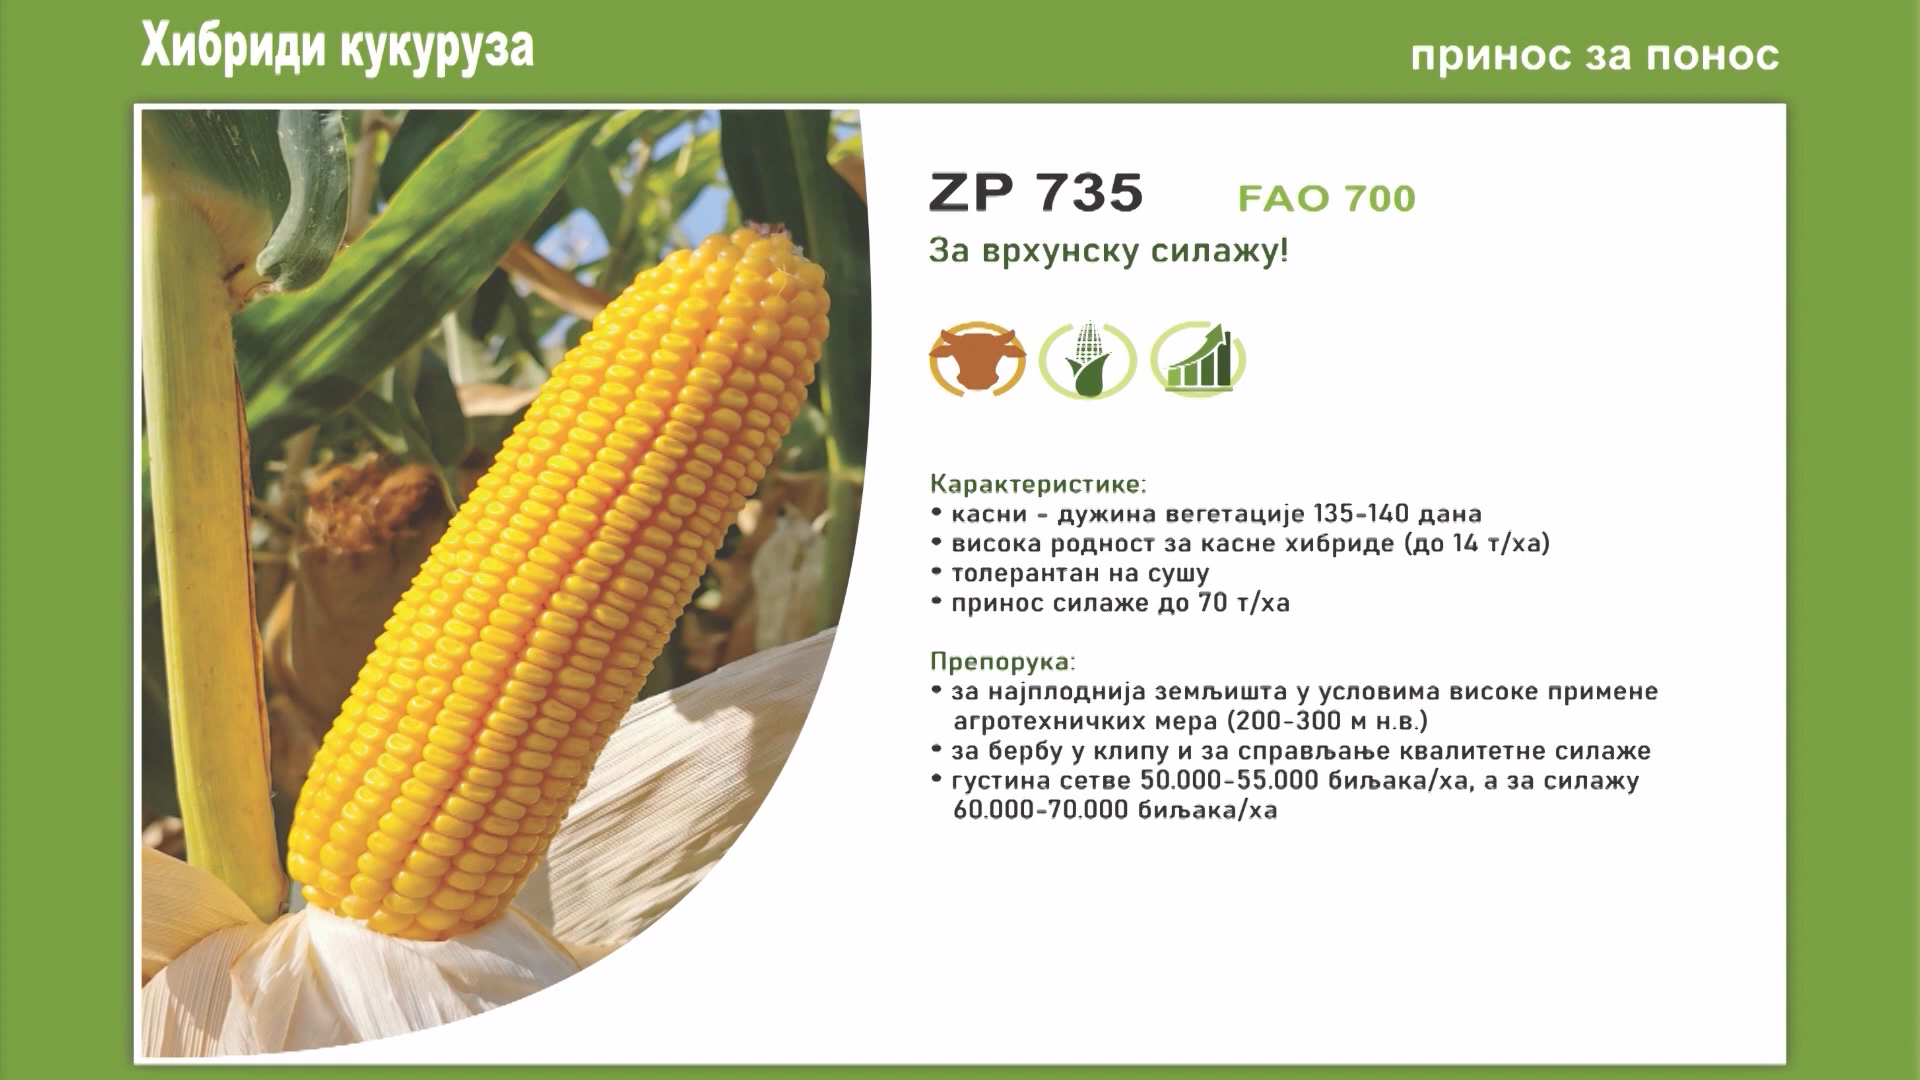 Хибриди кукуруза
принос за понос
ZP 735 FAO 700
За врхунску силажу!
Карактеристике:
• касни - дужина вегетације 135-140 дана
• висока родност за касне хибриде (до 14 т/ха)
• толерантан на сушу
• принос силаже до 70 т/ха
Препорука:
• за најплоднија земљишта у условима високе примене
агротехничких мера (200-300 м н.в.)
• за бербу у клипу и за справљање квалитетне силаже
• густина сетве 50.000-55.000 биљака/ха, а за силажу
60.000-70.000 биљака/ха